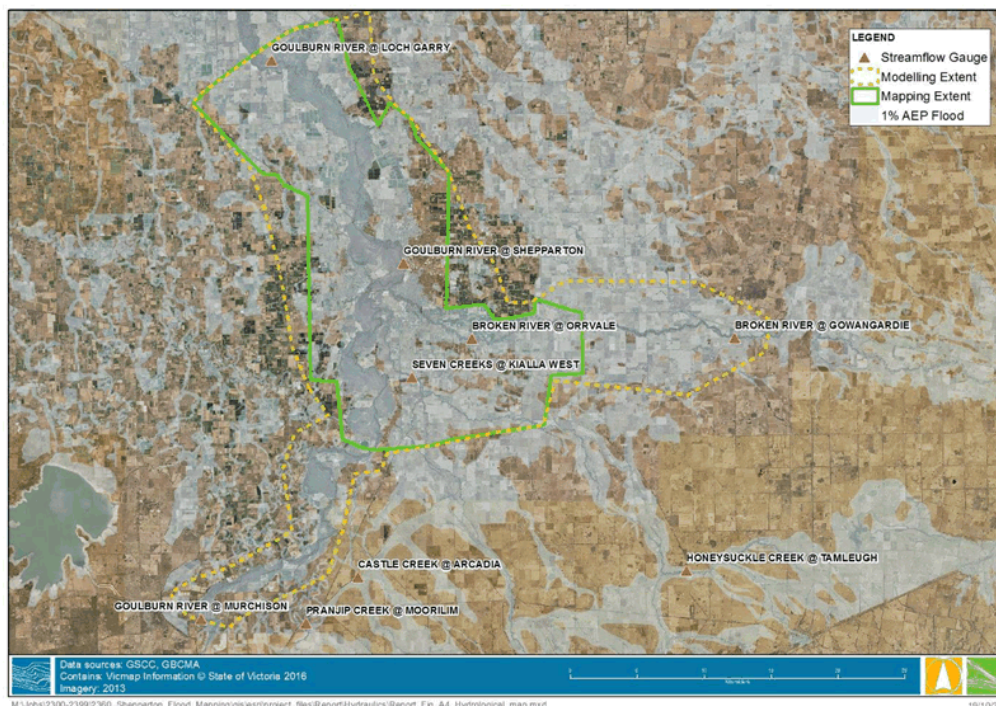 GOULBURN RIVER @ LOCH GARRY
LEGEND
Streamflow Gauge
Modelling Extent
Mapping Extent
1% AEP Flood
GOULBURN RIVER @ SHEPPARTON
BROKEN RIVER @ ORRVALE
BROKEN RIVER @ GOWANGARDIE
SEVEN CREEKS @ KIALLA WEST
CASTLE CREEK @ ARCADIA
HONEYSUCKLE CREEK @ TAMLEUGH
GOULBURN RIVER @ MURCHISON
PRANJIP CREEK @ MOORILIM
Data sources: GSCC, GBCMA
Contains: Vicmap Information © State of Victoria 2016
Imagery: 2013